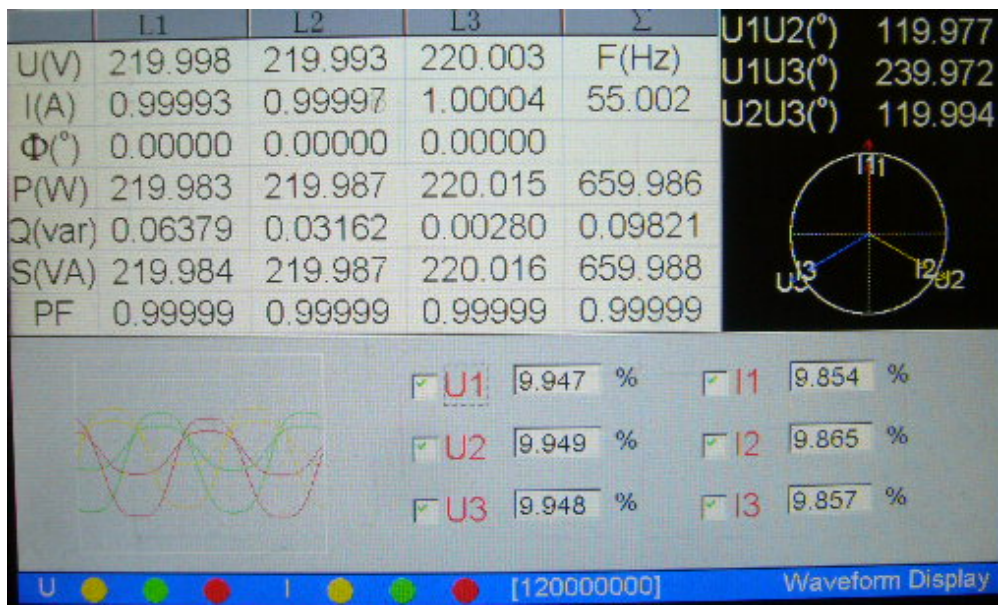 L1 L2 L3 Σ
U(V) 219.998 219.993 220.003 F(Hz)
I(A) 0.99993 0.99997 1.00004 55.002
Φ(°) 0.00000 0.00000 0.00000
P(W) 219.983 219.987 220.015 659.986
Q(var) 0.06379 0.03162 0.00280 0.09821
S(VA) 219.984 219.987 220.016 659.988
PF 0.99999 0.99999 0.99999 0.99999
U1U2(°) 119.977
U1U3(°) 239.972
U2U3(°) 119.994
I1
U3 I3
I2 U2
U1 9.947 % I1 9.854 %
U2 9.949 % I2 9.865 %
U3 9.948 % I3 9.857 %
U I [120000000] Waveform Display